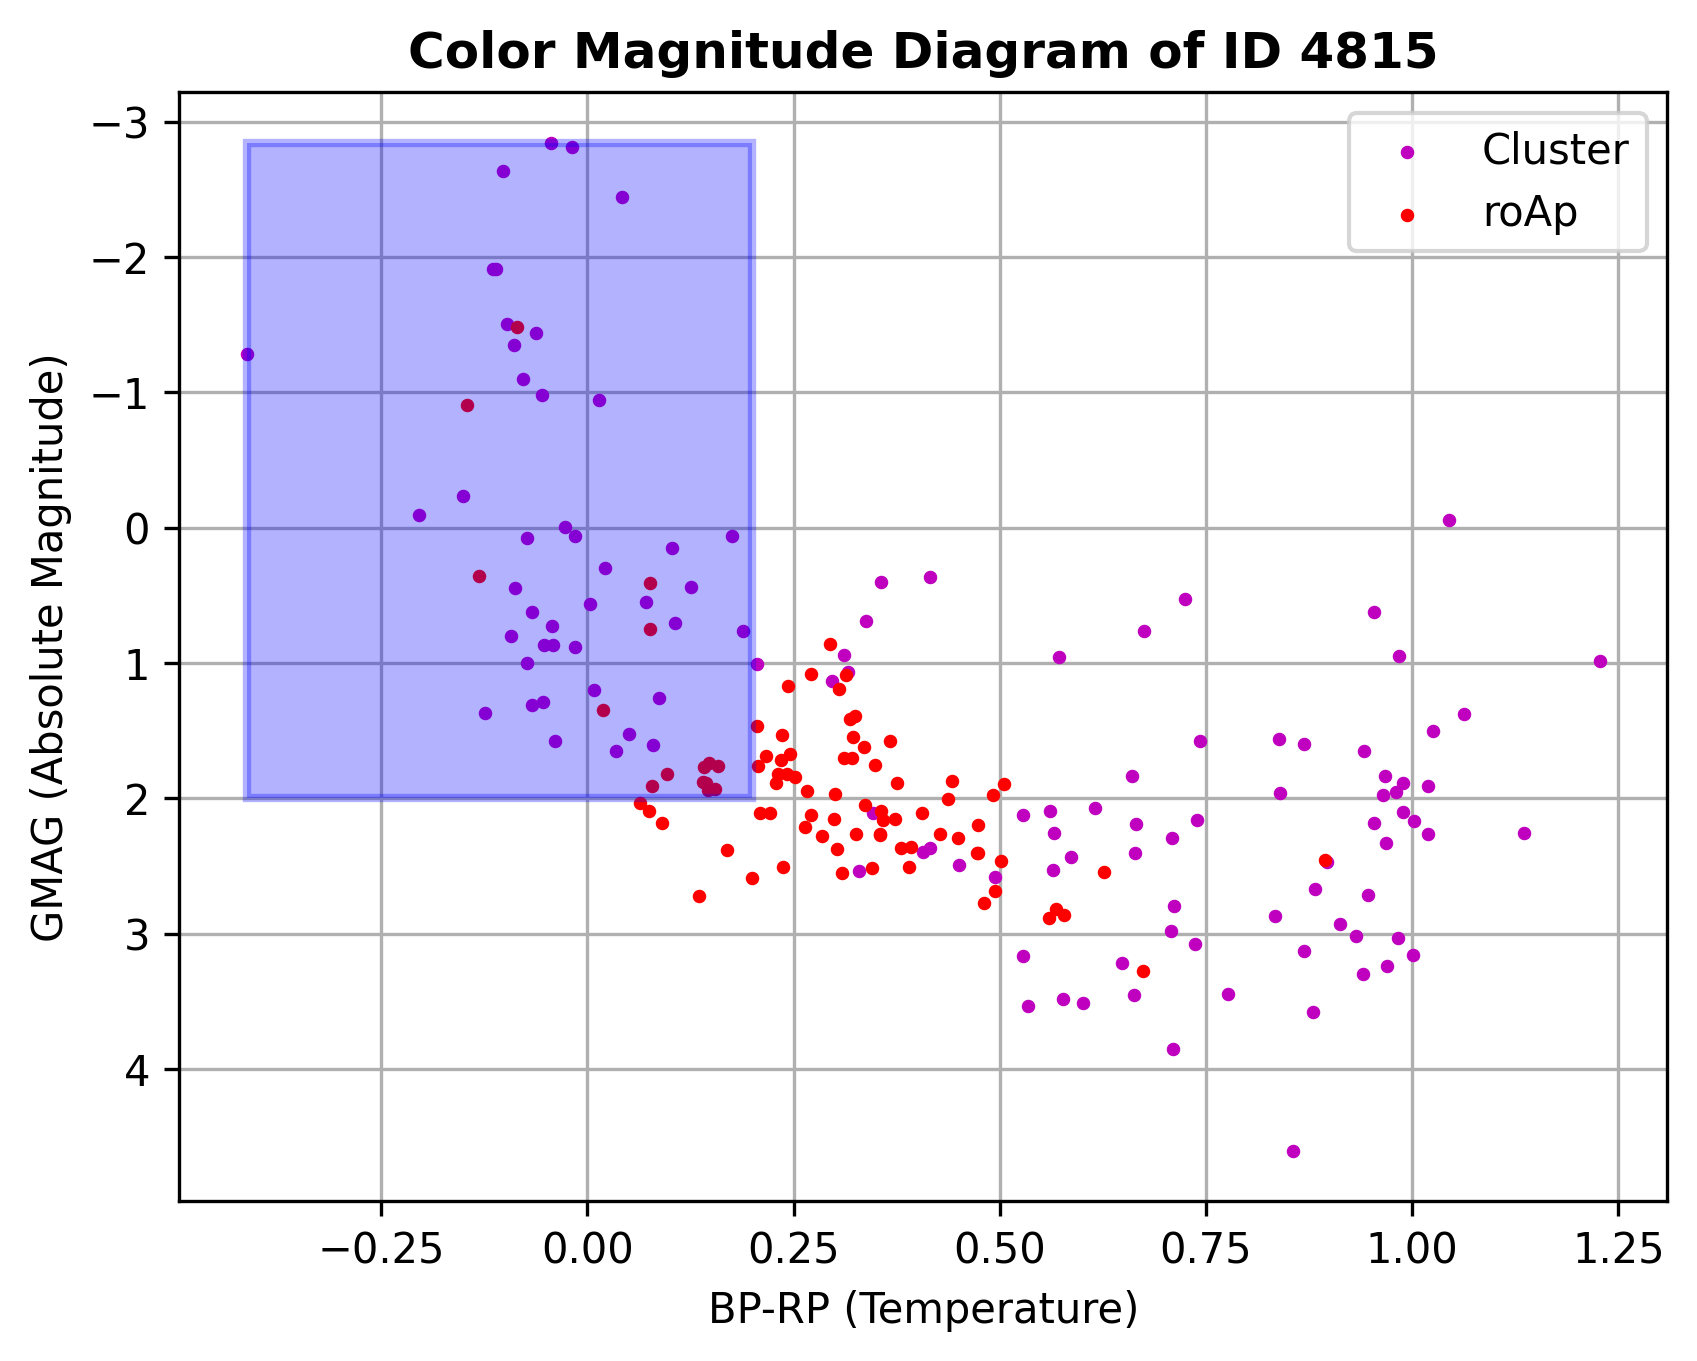 Color Magnitude Diagram of ID 4815
−3
−2
−1
0
1
2
3
4
GMAG (Absolute Magnitude)
Cluster
roAp
−0.25 0.00 0.25 0.50 0.75 1.00 1.25
BP-RP (Temperature)